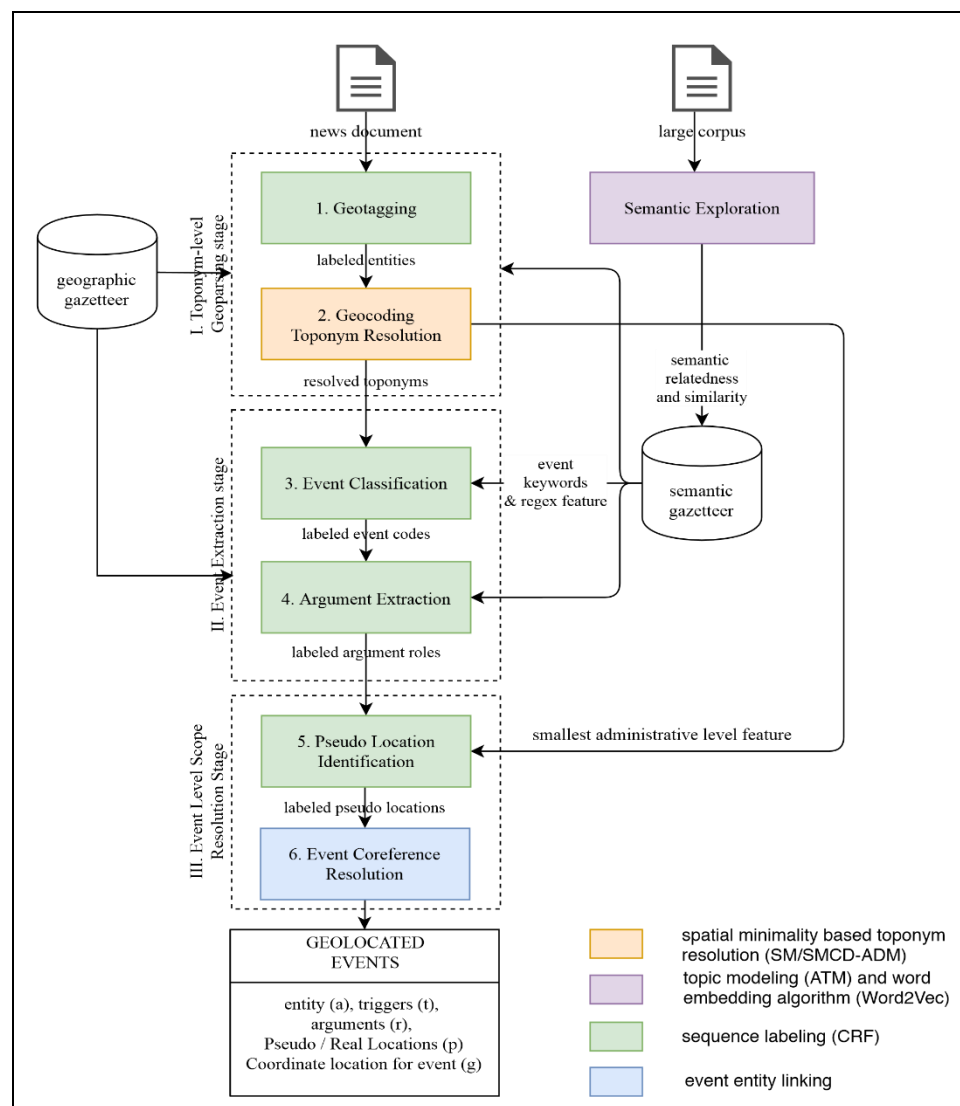 news document
large corpus
I. Toponym-level
Geoparsing stage
1. Geotagging
Semantic Exploration
geographic
gazetteer
labeled entities
2. Geocoding
Toponym Resolution
resolved toponyms
semantic
relatedness
and similarity
II. Event Extraction stage
3. Event Classification
event
keywords
& regex feature
semantic
gazetteer
labeled event codes
4. Argument Extraction
labeled argument roles
III. Event Level Scope
Resolution Stage
5. Pseudo Location
Identification
smallest administrative level feature
labeled pseudo locations
6. Event Coreference
Resolution
GEOLOCATED
EVENTS
entity (a), triggers (t),
arguments (r),
Pseudo / Real Locations (p)
Coordinate location for event (g)
spatial minimality based toponym
resolution (SM/SMCD-ADM)
topic modeling (ATM) and word
embedding algorithm (Word2Vec)
sequence labeling (CRF)
event entity linking